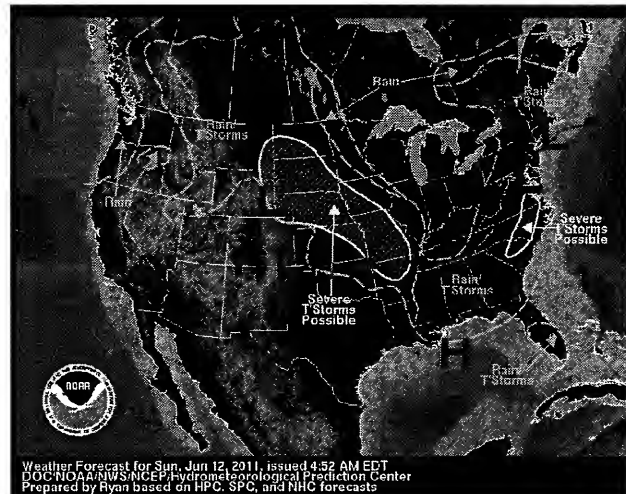 Rain
Rain
T'Storms
Rain
T'Storms
Rain
Severe
T'Storms
Possible
Severe
T'Storms
Possible
Rain
T'Storms
H
Rain
T'Storms
NOAA
Weather Forecast for Sun, Jun 12, 2011, issued 4:52 AM EDT
DOC/NOAA/NWS/NCEP/Hydrometeorological Prediction Center
Prepared by Ryan based on HPC, SPC, and NHC forecasts